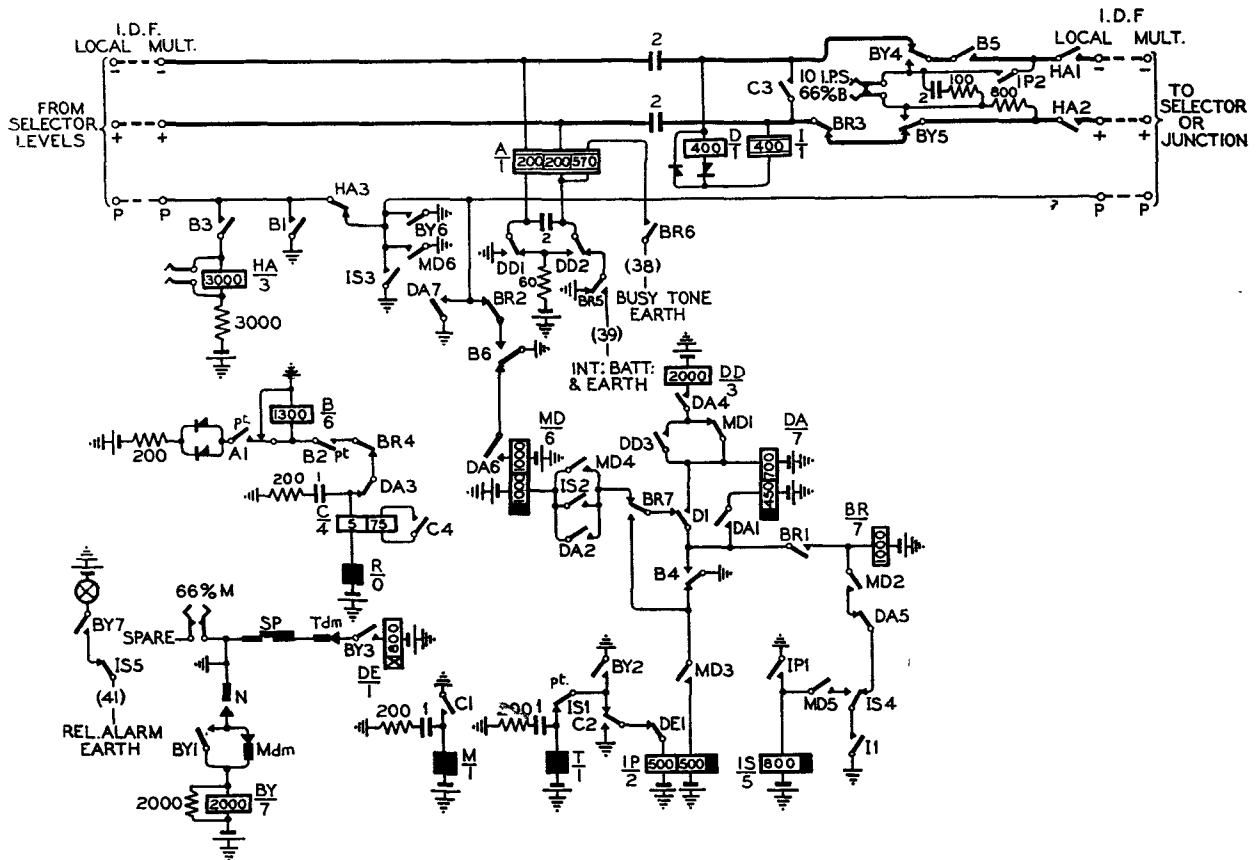 I.D.F.
LOCAL MULT.
I.D.F
LOCAL MULT.
2
BY4
B5
HA1
-
-
-
-
10 I.P.S.
66%B
IP2
2
100
800
C3
FROM
SELECTOR
LEVELS
TO
SELECTOR
OR
JUNCTION
+
+
2
BR3
BY5
HA2
+
+
A
1
200 200 570
D
1
400
I
1
400
HA3
P
P
P
P
B3
B1
BY6
MD6
IS3
2
DD1
DD2
BR6
(38)
BUSY TONE
EARTH
HA
3
3000
3000
DA7
BR2
60
BR5
(39)
INT: BATT:
& EARTH
B6
DD
3
2000
DA4
MD1
DD3
DA
7
700
450
B
6
1300
pt.
A1
200
B2
pt
BR4
DA3
DA6
MD
6
1000
1000
MD4
IS2
DA2
BR7
D1
DA1
BR1
BR
7
1000
200
1
C
4
5 75
C4
B4
MD2
DA5
R
0
66%M
SPARE
BY7
IS5
(41)
REL. ALARM
EARTH
SP
Tdm
BY3
800
DE
1
N
BY1
Mdm
2000
2000
BY
7
200
1
C1
M
1
200
1
pt.
IS1
BY2
C2
DE1
T
1
MD3
IP
2
500 500
IP1
MD5
IS4
I1
IS
5
800